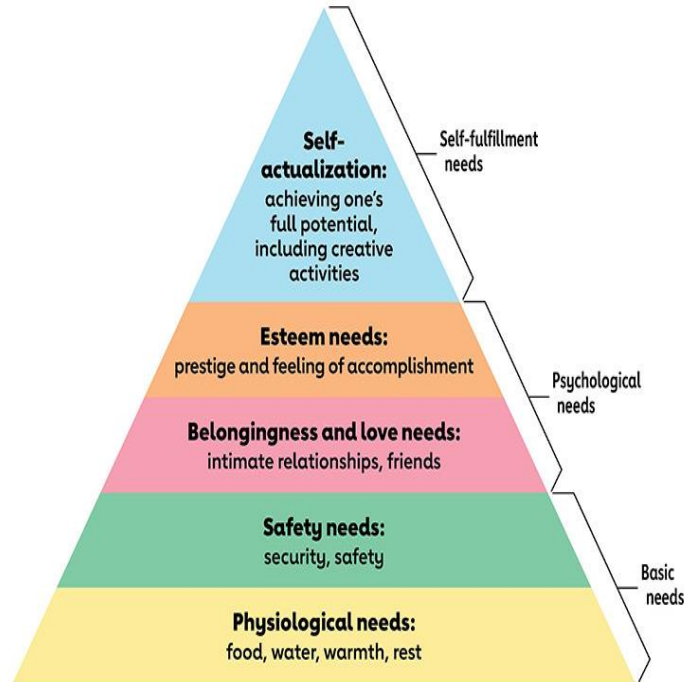 Self-
actualization:
achieving one's
full potential,
including creative
activities
Self-fulfillment
needs
Esteem needs:
prestige and feeling of accomplishment
Belongingness and love needs:
intimate relationships, friends
Psychological
needs
Safety needs:
security, safety
Physiological needs:
food, water, warmth, rest
Basic
needs